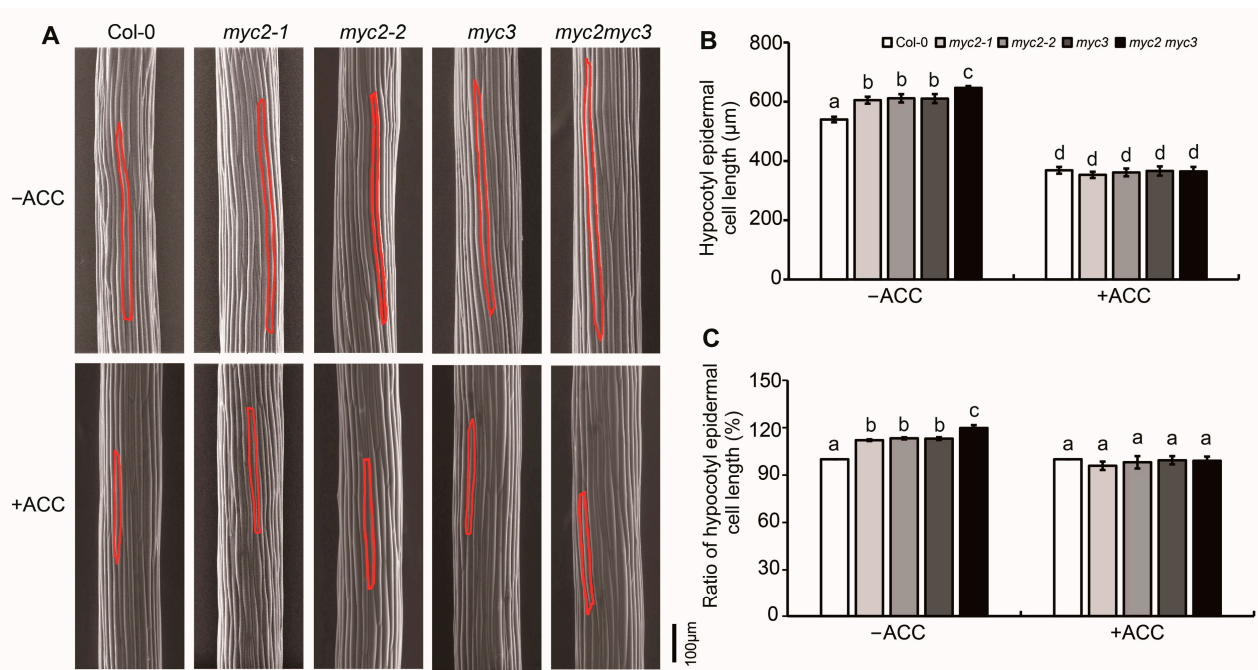 A
Col-0 myc2-1 myc2-2 myc3 myc2myc3
−ACC
+ACC
100µm
B
Hypocotyl epidermal
cell length (µm)
800
600
400
200
0
Col-0 myc2-1 myc2-2 myc3 myc2 myc3
a b b b c
d d d d d
−ACC +ACC
C
Ratio of hypocotyl epidermal
cell length (%)
150
120
90
60
30
0
a b b b c
a a a a a
−ACC +ACC